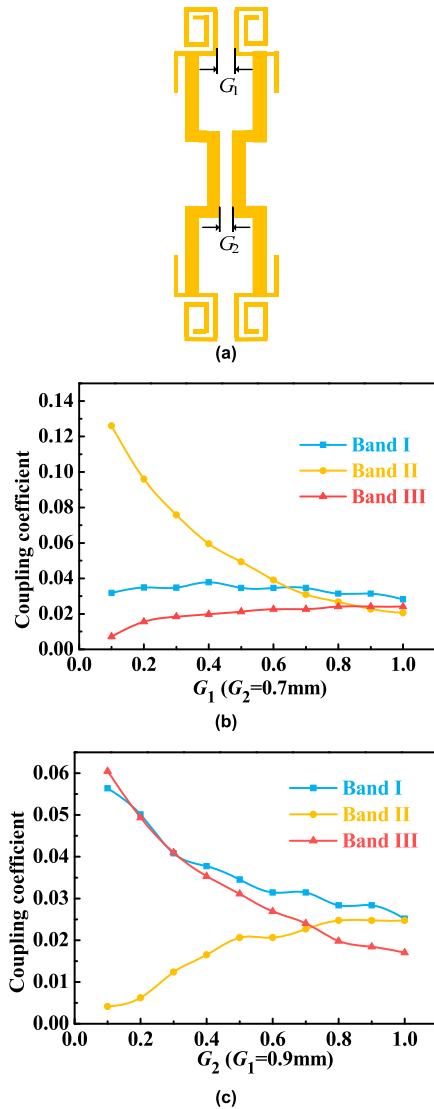 G1
G2
(a)
0.14
0.12
0.10
0.08
0.06
0.04
0.02
0.00
Coupling coefficient
Band I
Band II
Band III
0.0 0.2 0.4 0.6 0.8 1.0
G1 (G2=0.7mm)
(b)
0.06
0.05
0.04
0.03
0.02
0.01
0.00
Coupling coefficient
Band I
Band II
Band III
0.0 0.2 0.4 0.6 0.8 1.0
G2 (G1=0.9mm)
(c)